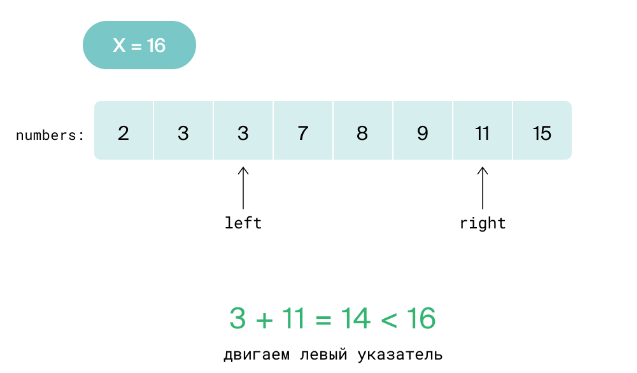 X = 16
numbers: 2 3 3 7 8 9 11 15
left right
3 + 11 = 14 < 16
двигаем левый указатель